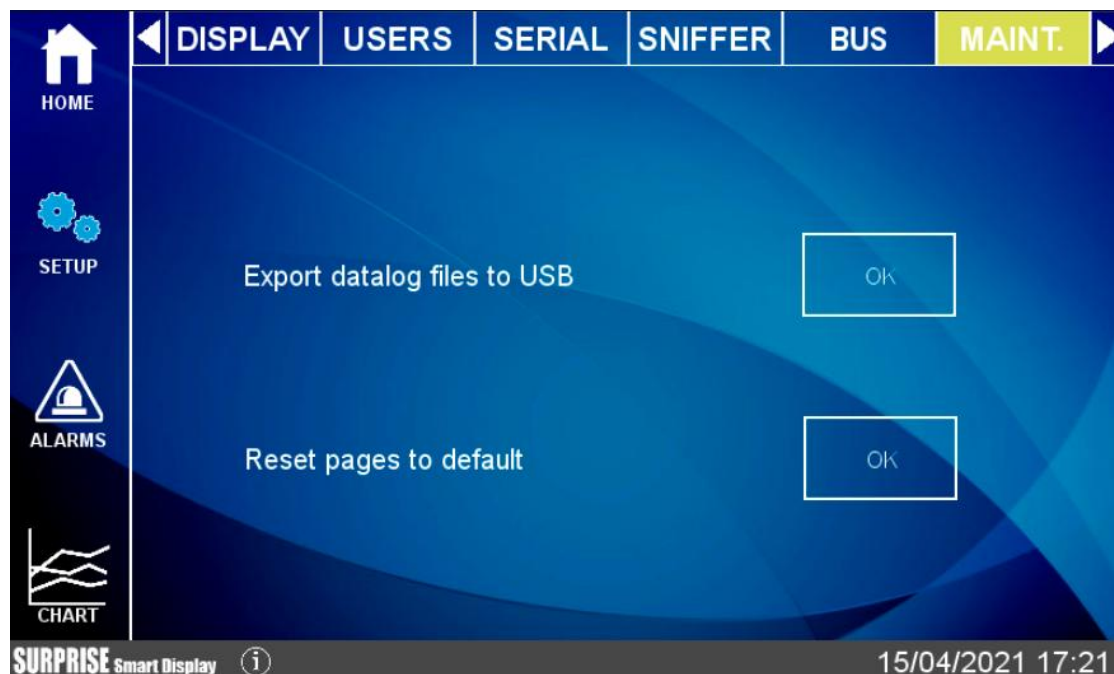 DISPLAY USERS SERIAL SNIFFER BUS MAINT.
HOME
SETUP
Export datalog files to USB OK
ALARMS
Reset pages to default OK
CHART
SURPRISE Smart Display i 15/04/2021 17:21